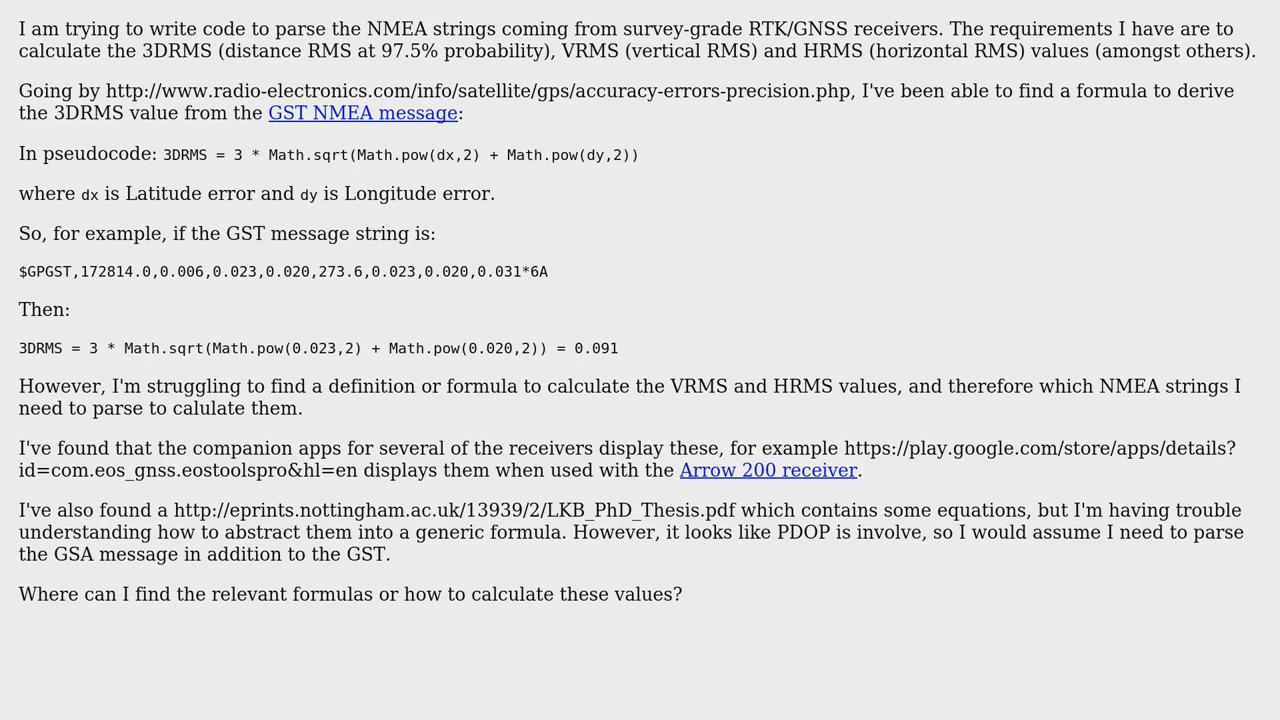 I am trying to write code to parse the NMEA strings coming from survey-grade RTK/GNSS receivers. The requirements I have are to
calculate the 3DRMS (distance RMS at 97.5% probability), VRMS (vertical RMS) and HRMS (horizontal RMS) values (amongst others).
Going by http://www.radio-electronics.com/info/satellite/gps/accuracy-errors-precision.php, I've been able to find a formula to derive
the 3DRMS value from the GST NMEA message:
In pseudocode: 3DRMS = 3 * Math.sqrt(Math.pow(dx,2) + Math.pow(dy,2))
where dx is Latitude error and dy is Longitude error.
So, for example, if the GST message string is:
$GPGST,172814.0,0.006,0.023,0.020,273.6,0.023,0.020,0.031*6A
Then:
3DRMS = 3 * Math.sqrt(Math.pow(0.023,2) + Math.pow(0.020,2)) = 0.091
However, I'm struggling to find a definition or formula to calculate the VRMS and HRMS values, and therefore which NMEA strings I
need to parse to calulate them.
I've found that the companion apps for several of the receivers display these, for example https://play.google.com/store/apps/details?
id=com.eos_gnss.eostoolspro&hl=en displays them when used with the Arrow 200 receiver.
I've also found a http://eprints.nottingham.ac.uk/13939/2/LKB_PhD_Thesis.pdf which contains some equations, but I'm having trouble
understanding how to abstract them into a generic formula. However, it looks like PDOP is involve, so I would assume I need to parse
the GSA message in addition to the GST.
Where can I find the relevant formulas or how to calculate these values?